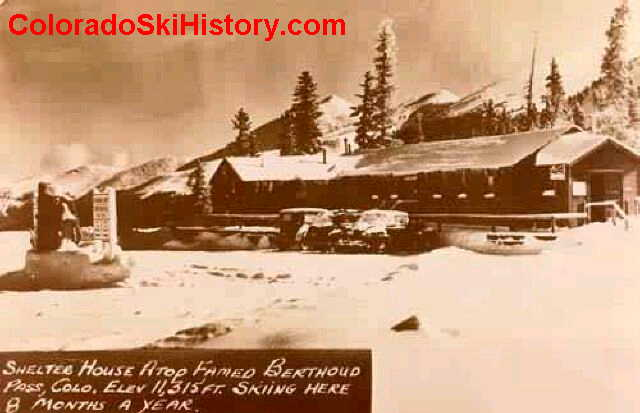 ColoradoSkiHistory.com
SHELTER HOUSE ATOP FAMED BERTHOUD
PASS, COLO. ELEV 11,315 FT. SKIING HERE
8 MONTHS A YEAR.